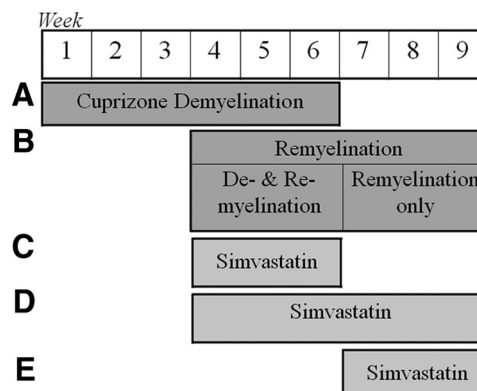 Week
1 2 3 4 5 6 7 8 9
A Cuprizone Demyelination
B Remyelination
De- & Re- Remyelination
myelination only
C Simvastatin
D Simvastatin
E Simvastatin